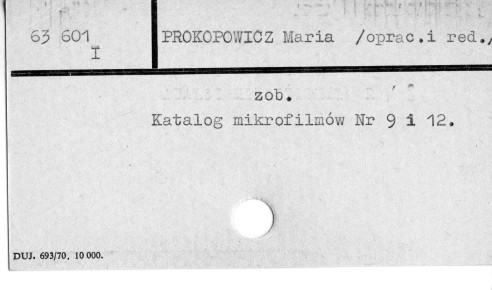 63 601 PROKOPOWICZ Maria /oprac.i red./
I
zob.
Katalog mikrofilmów Nr 9 i 12.
DUJ. 693/70, 10 000.